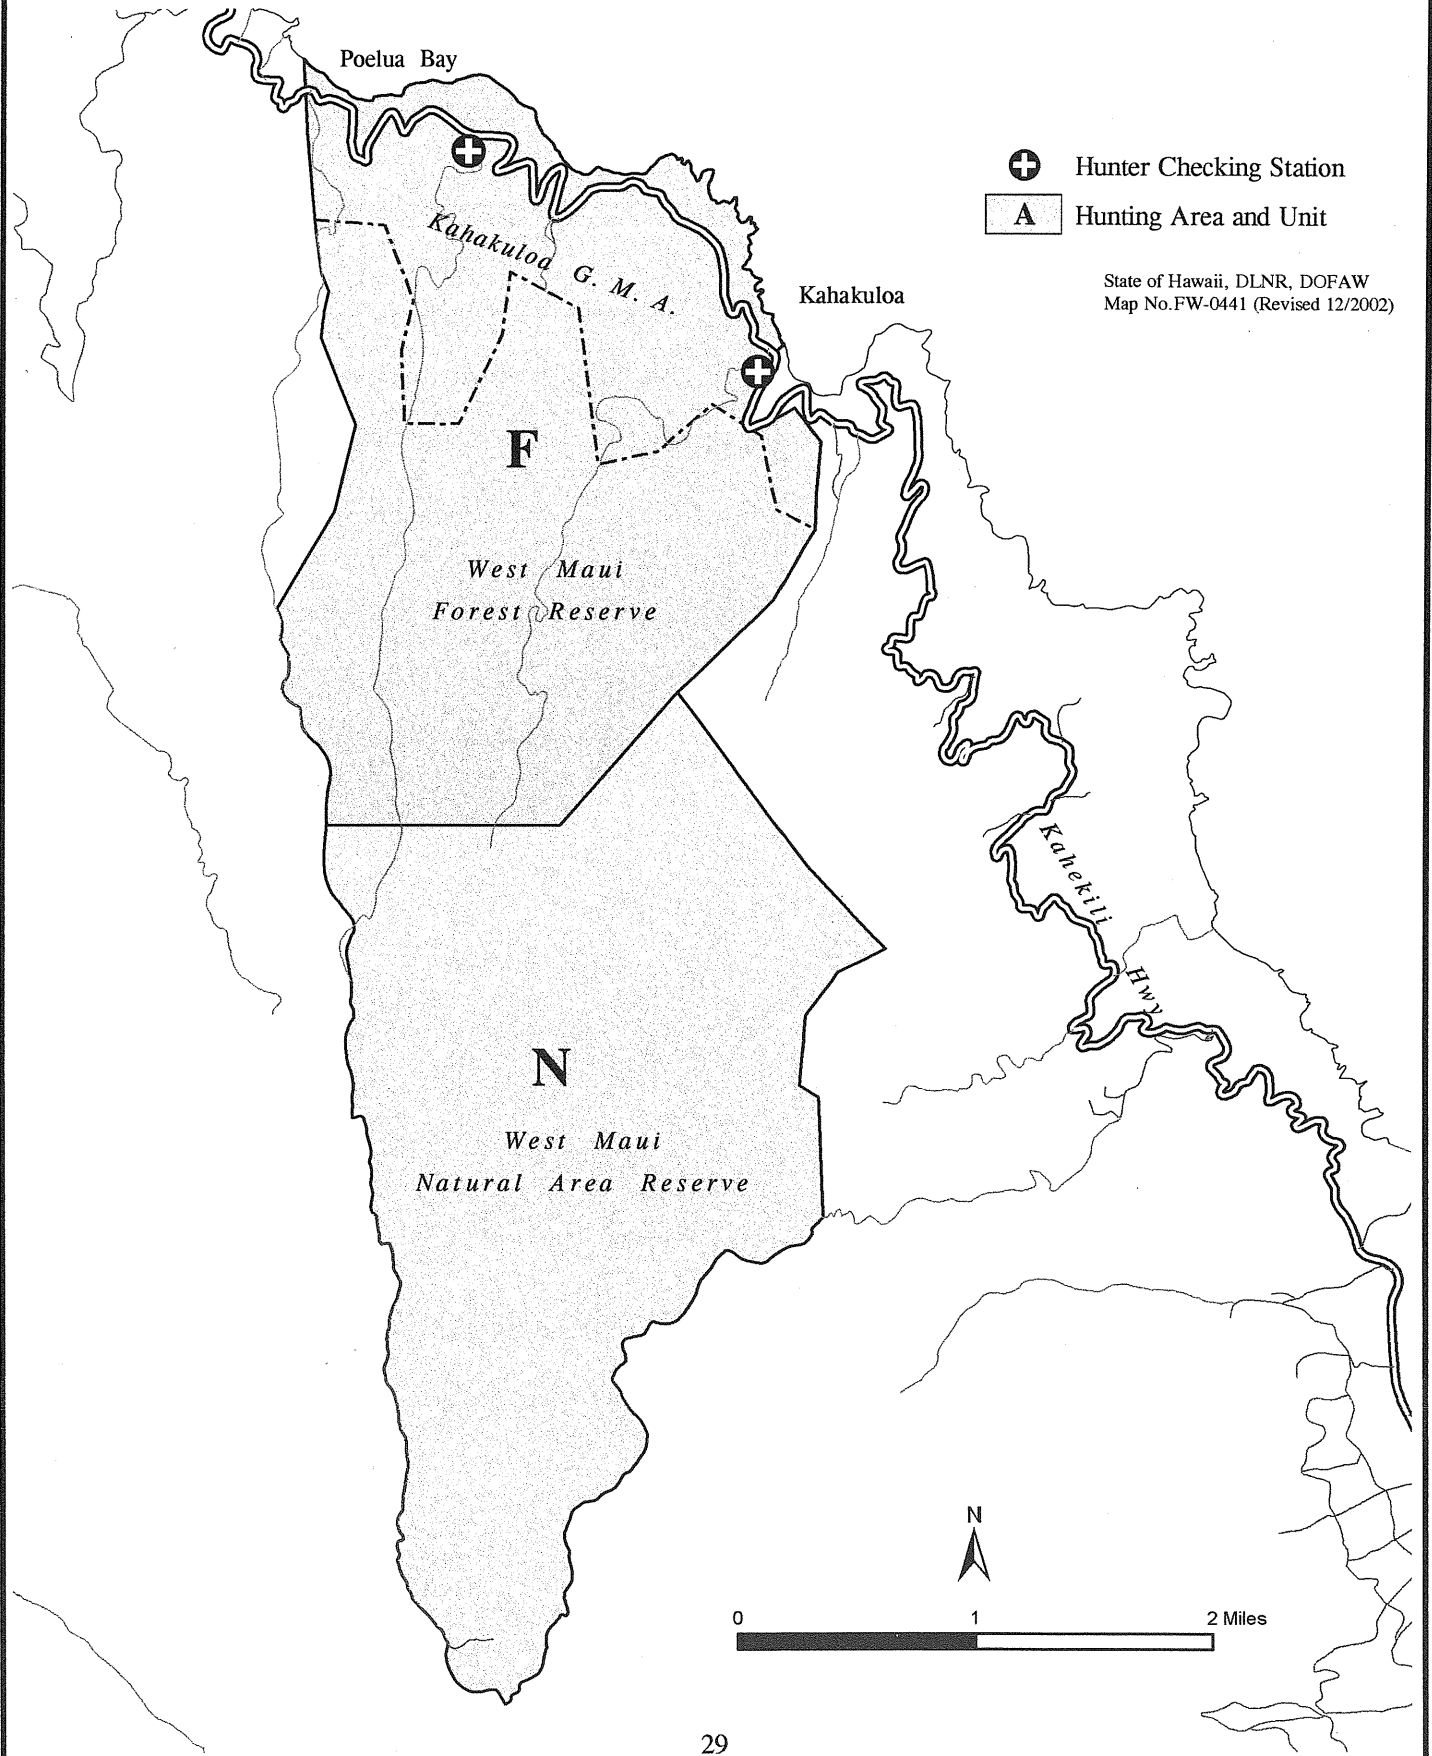 Poelua Bay
Hunter Checking Station
A Hunting Area and Unit
State of Hawaii, DLNR, DOFAW
Map No.FW-0441 (Revised 12/2002)
Kahakuloa G. M. A.
Kahakuloa
F
West Maui
Forest Reserve
Kahekili Hwy
N
West Maui
Natural Area Reserve
N
0 1 2 Miles
29